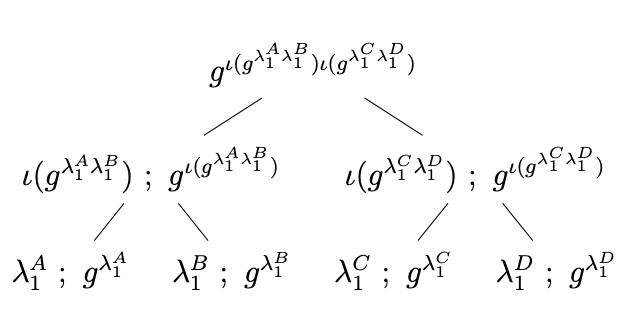 $g^{\iota(g^{\lambda_1^A \lambda_1^B})\iota(g^{\lambda_1^C \lambda_1^D})}$
$\iota(g^{\lambda_1^A \lambda_1^B}) \; ; \; g^{\iota(g^{\lambda_1^A \lambda_1^B})}$ $\iota(g^{\lambda_1^C \lambda_1^D}) \; ; \; g^{\iota(g^{\lambda_1^C \lambda_1^D})}$
$\lambda_1^A \; ; \; g^{\lambda_1^A}$ $\lambda_1^B \; ; \; g^{\lambda_1^B}$ $\lambda_1^C \; ; \; g^{\lambda_1^C}$ $\lambda_1^D \; ; \; g^{\lambda_1^D}$